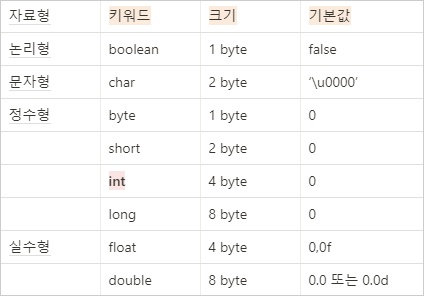 자료형 키워드 크기 기본값
논리형 boolean 1 byte false
문자형 char 2 byte ‘\u0000’
정수형 byte 1 byte 0
short 2 byte 0
int 4 byte 0
long 8 byte 0
실수형 float 4 byte 0,0f
double 8 byte 0.0 또는 0.0d